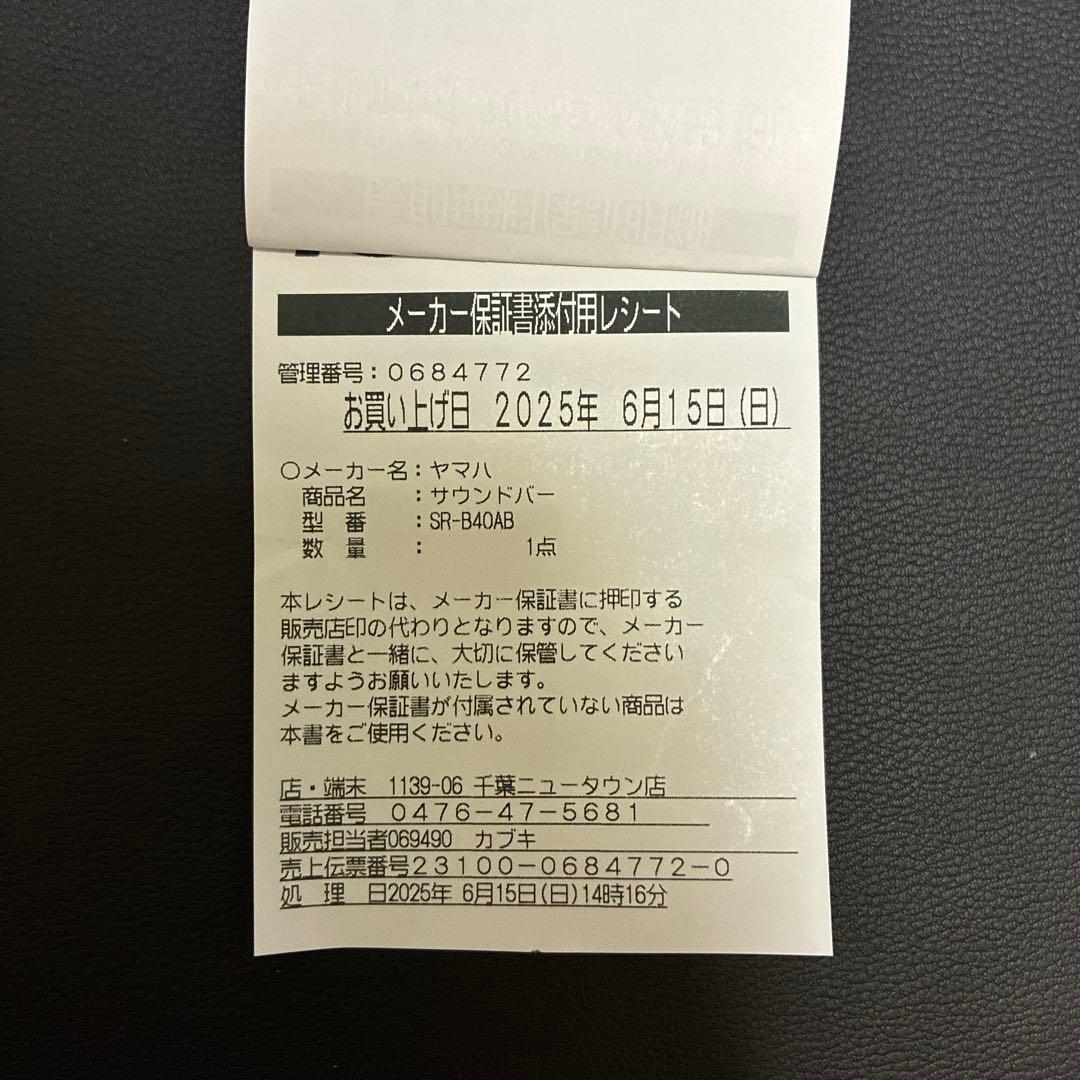 メーカー保証書添付用レシート
管理番号：0684772
お買い上げ日 2025年 6月15日(日)
○メーカー名：ヤマハ
商品名 ：サウンドバー
型 番 ：SR-B40AB
数 量 ： 1点
本レシートは、メーカー保証書に押印する
販売店印の代わりとなりますので、メーカー
保証書と一緒に、大切に保管してください
ますようお願いいたします。
メーカー保証書が付属されていない商品は
本書をご使用ください。
店・端末 1139-06 千葉ニュータウン店
電話番号 0476-47-5681
販売担当者069490 カブキ
売上伝票番号23100-0684772-0
処 理 日2025年 6月15日(日)14時16分